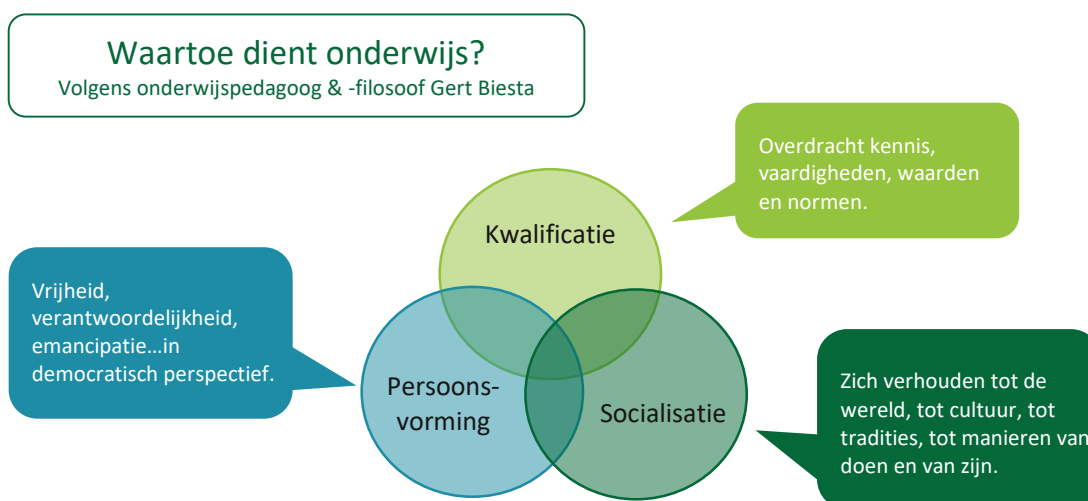 Waartoe dient onderwijs?
Volgens onderwijspedagoog & -filosoof Gert Biesta
Overdracht kennis,
vaardigheden, waarden
en normen.
Kwalificatie
Vrijheid,
verantwoordelijkheid,
emancipatie...in
democratisch perspectief.
Persoons-
vorming
Socialisatie
Zich verhouden tot de
wereld, tot cultuur, tot
tradities, tot manieren van
doen en van zijn.